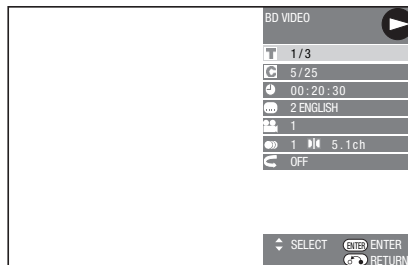 BD VIDEO
T 1/3
C 5/25
00:20:30
2 ENGLISH
1
1 5.1ch
OFF
SELECT ENTER ENTER
RETURN